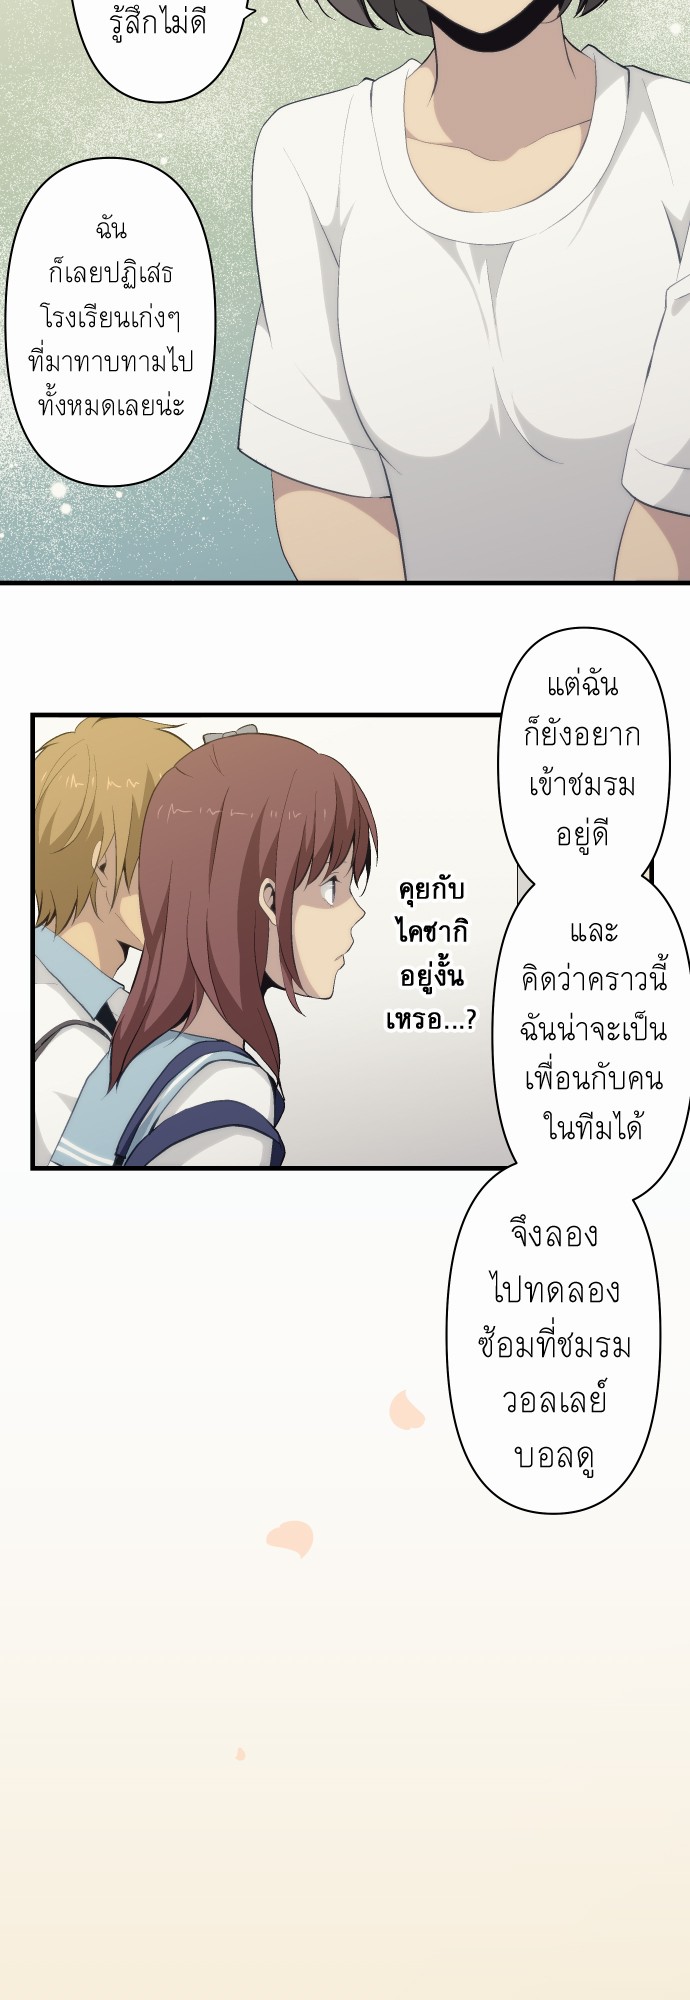 รู้สึกไม่ดี
ฉัน
ก็เลยปฏิเสธ
โรงเรียนเก่งๆ
ที่มาทาบทามไป
ทั้งหมดเลยน่ะ
แต่ฉัน
ก็ยังอยาก
เข้าชมรม
อยู่ดี
คุยกับ
ไคซากิ
อยู่งั้น
เหรอ...?
และ
คิดว่าคราวนี้
ฉันน่าจะเป็น
เพื่อนกับคน
ในทีมได้
จึงลอง
ไปทดลอง
ซ้อมที่ชมรม
วอลเลย์
บอลดู